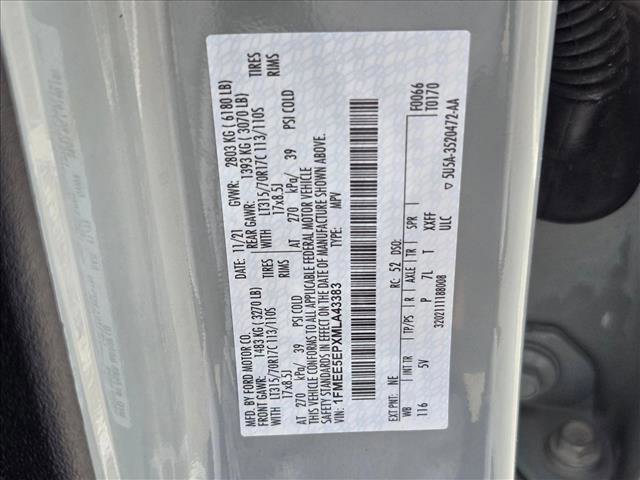 MFD. BY FORD MOTOR CO.
11/21 GVWR: 2803 KG ( 6180 LB)
FRONT GAWR: 1483 KG (3270 LB) REAR GAWR: 1393 KG ( 3070 LB)
WITH LT315/70R17C 113/110S TIRES WITH LT315/70R17C 113/110S TIRES
17x8.5J RIMS 17x8.5J RIMS
AT 270 kPa/ 39 PSI COLD AT 270 kPa/ 39 PSI COLD
THIS VEHICLE CONFORMS TO ALL APPLICABLE FEDERAL MOTOR VEHICLE
SAFETY STANDARDS IN EFFECT ON THE DATE OF MANUFACTURE SHOWN ABOVE.
VIN: 1FMEE5EPXMLA43383 TYPE: MPV
F0066
T0170
EXT PNT: NE RC: 52 DSO:
WB INT TR TP/PS R AXLE TR SPR
116 5V P 7L T XXFF
3202111188008 ULC
▽ 5U5A-3S20472-AA